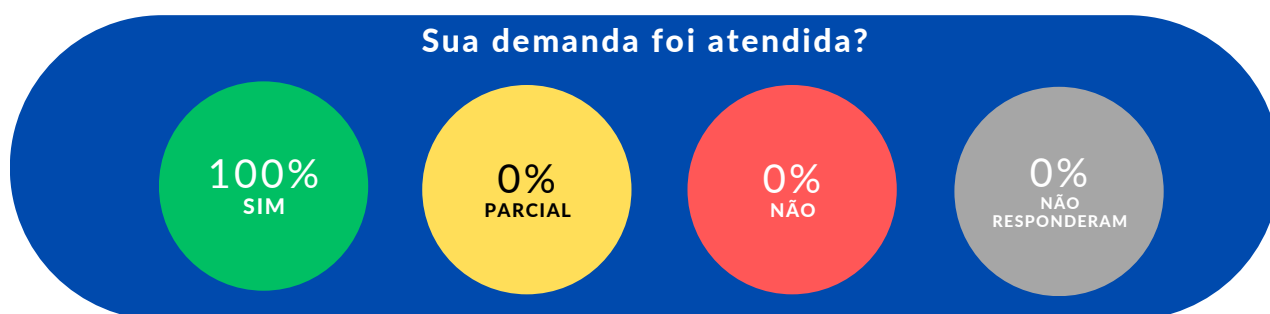 Sua demanda foi atendida?
100%
SIM
0%
PARCIAL
0%
NÃO
0%
NÃO
RESPONDERAM